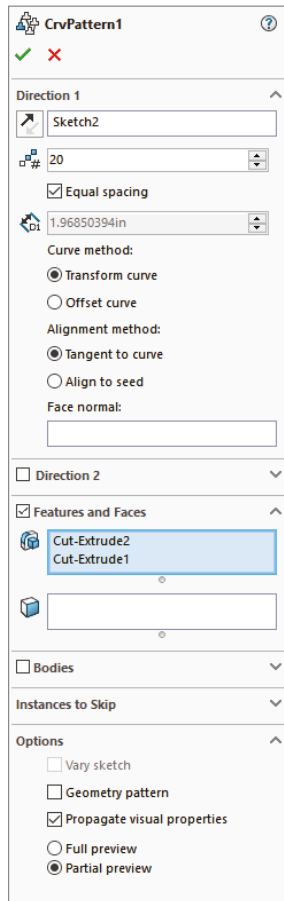 CrvPattern1
Direction 1
Sketch2
#
20
Equal spacing
D1
1.96850394in
Curve method:
Transform curve
Offset curve
Alignment method:
Tangent to curve
Align to seed
Face normal:
Direction 2
Features and Faces
Cut-Extrude2
Cut-Extrude1
Bodies
Instances to Skip
Options
Vary sketch
Geometry pattern
Propagate visual properties
Full preview
Partial preview